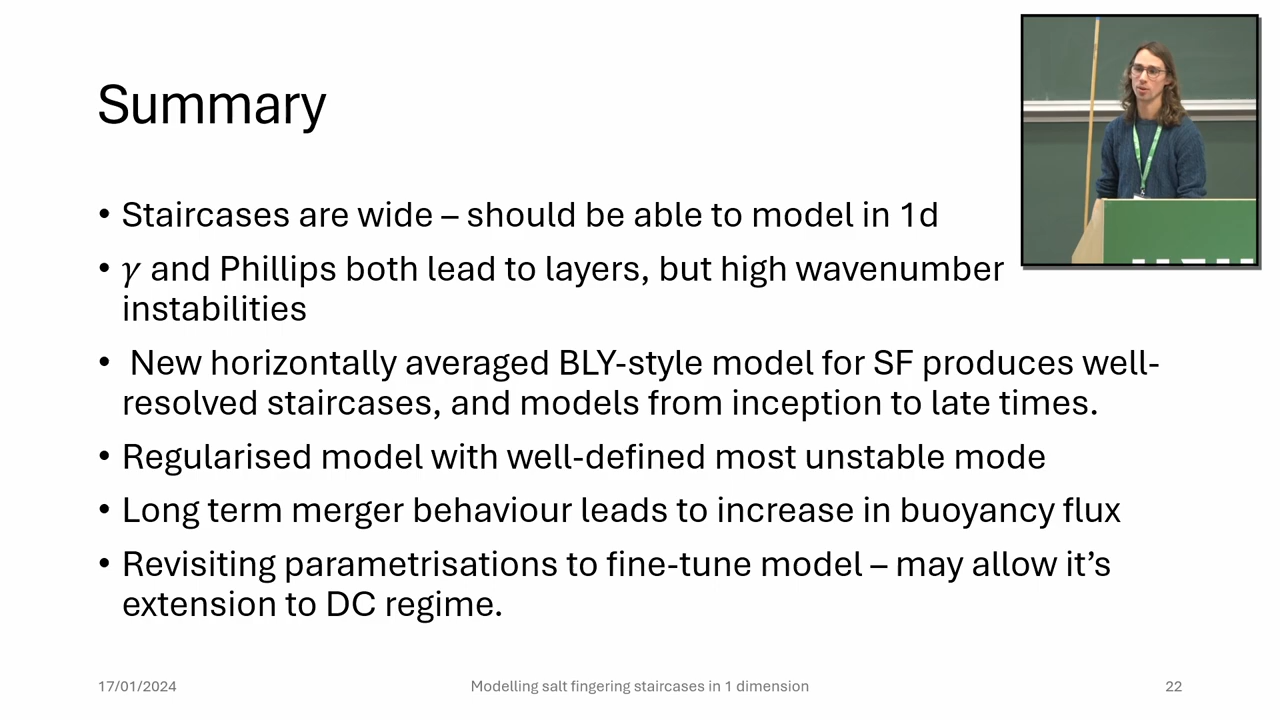 Summary
• Staircases are wide – should be able to model in 1d
• 𝛾 and Phillips both lead to layers, but high wavenumber
instabilities
• New horizontally averaged BLY-style model for SF produces well-
resolved staircases, and models from inception to late times.
• Regularised model with well-defined most unstable mode
• Long term merger behaviour leads to increase in buoyancy flux
• Revisiting parametrisations to fine-tune model – may allow it’s
extension to DC regime.
17/01/2024
Modelling salt fingering staircases in 1 dimension
22